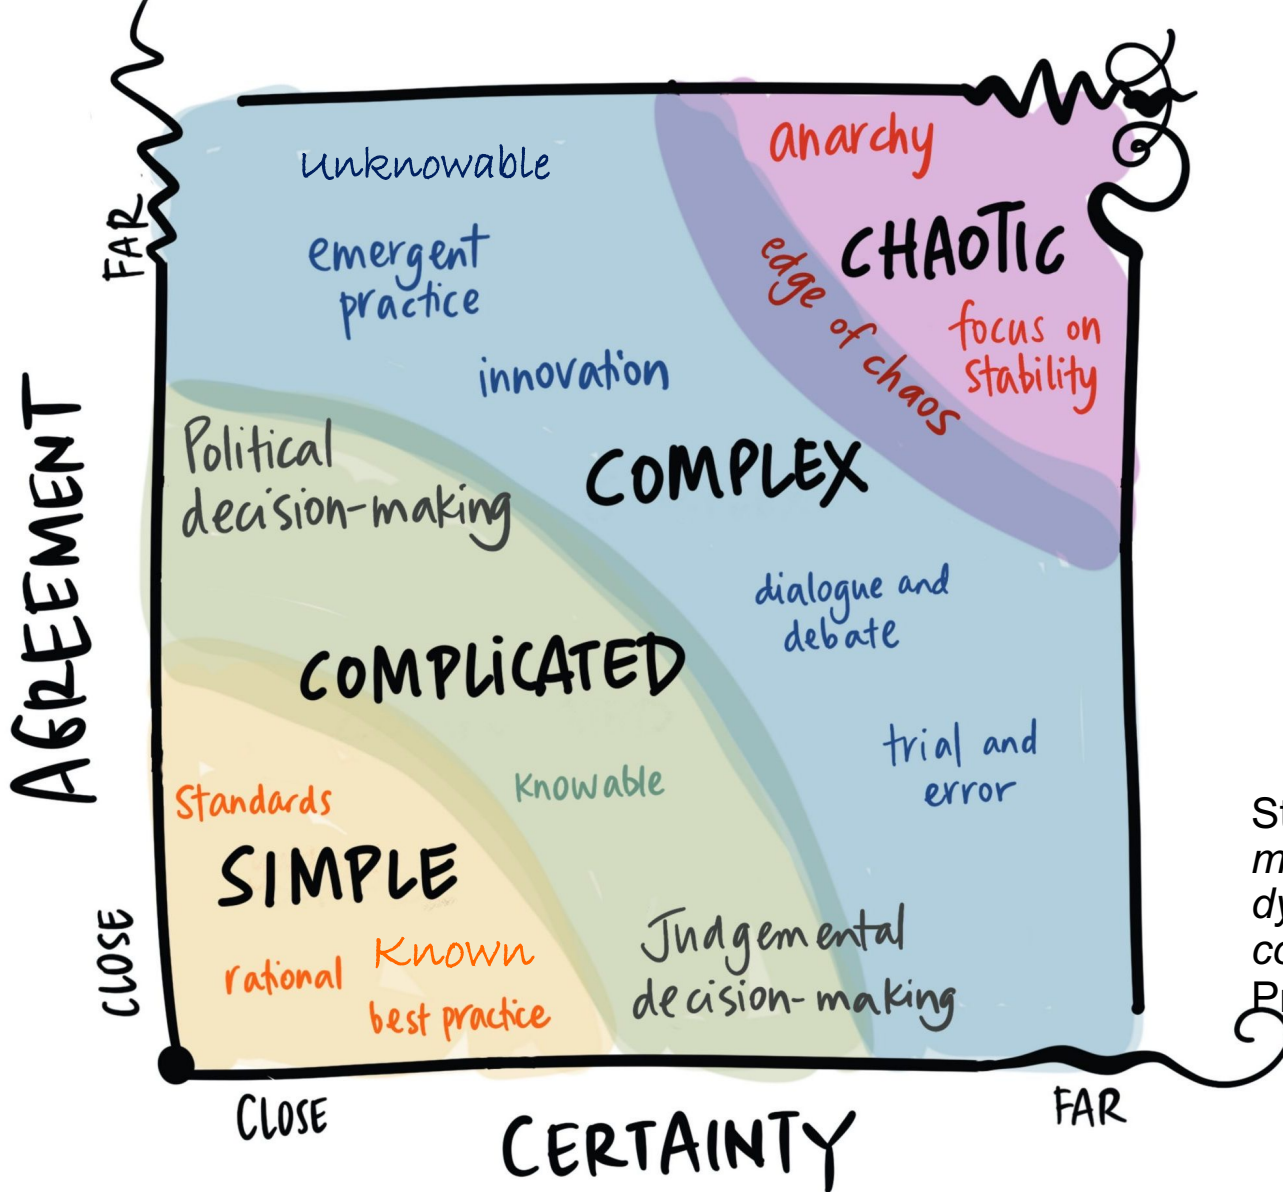 unknowable
anarchy
FAR
emergent
practice
CHAOTIC
edge of chaos
focus on
stability
innovation
Political
decision-making
COMPLEX
AGREEMENT
dialogue and
debate
COMPLiCATED
trial and
error
Knowable
Standards
SIMPLE
CLOSE
Judgemental
decision-making
Known
rational
best practice
CLOSE
FAR
CERTAINTY